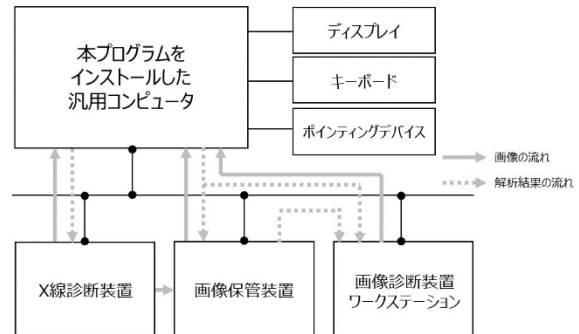 本プログラムを
インストールした
汎用コンピュータ
ディスプレイ
キーボード
ポインティングデバイス
画像の流れ
解析結果の流れ
X線診断装置
画像保管装置
画像診断装置
ワークステーション